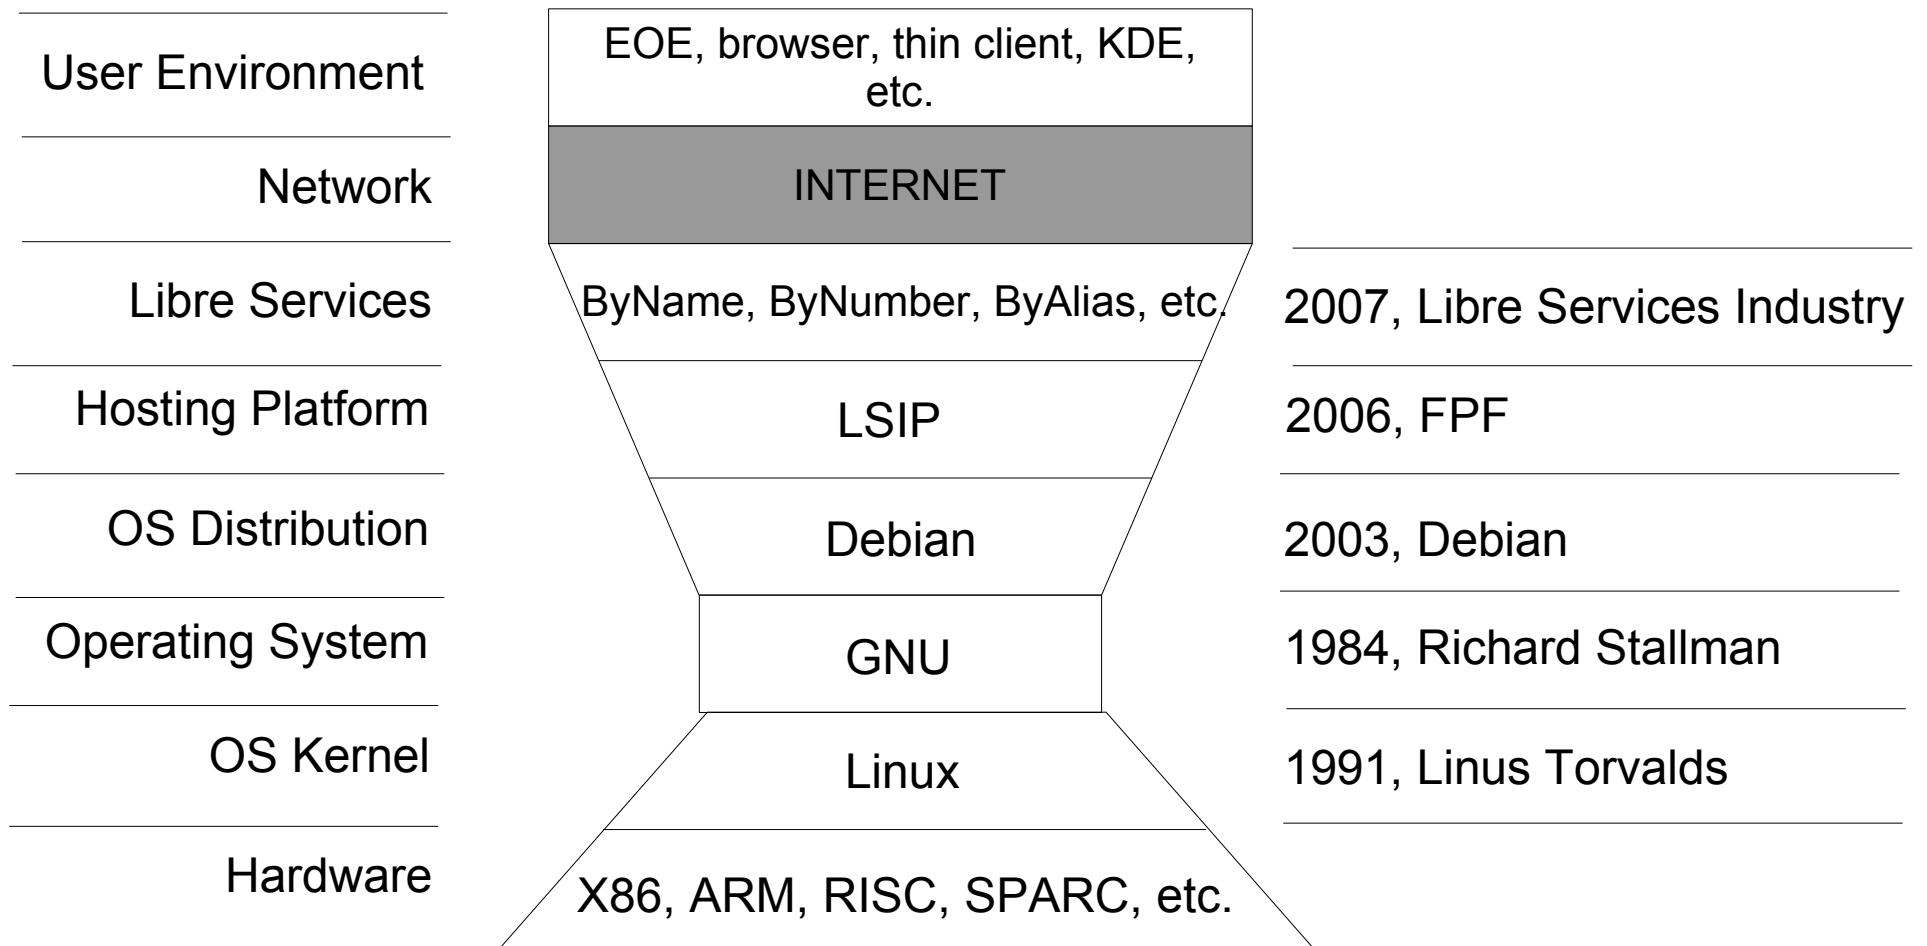 User Environment
EOE, browser, thin client, KDE,
etc.
Network
INTERNET
Libre Services
ByName, ByNumber, ByAlias, etc.
2007, Libre Services Industry
Hosting Platform
LSIP
2006, FPF
OS Distribution
Debian
2003, Debian
Operating System
GNU
1984, Richard Stallman
OS Kernel
Linux
1991, Linus Torvalds
Hardware
X86, ARM, RISC, SPARC, etc.